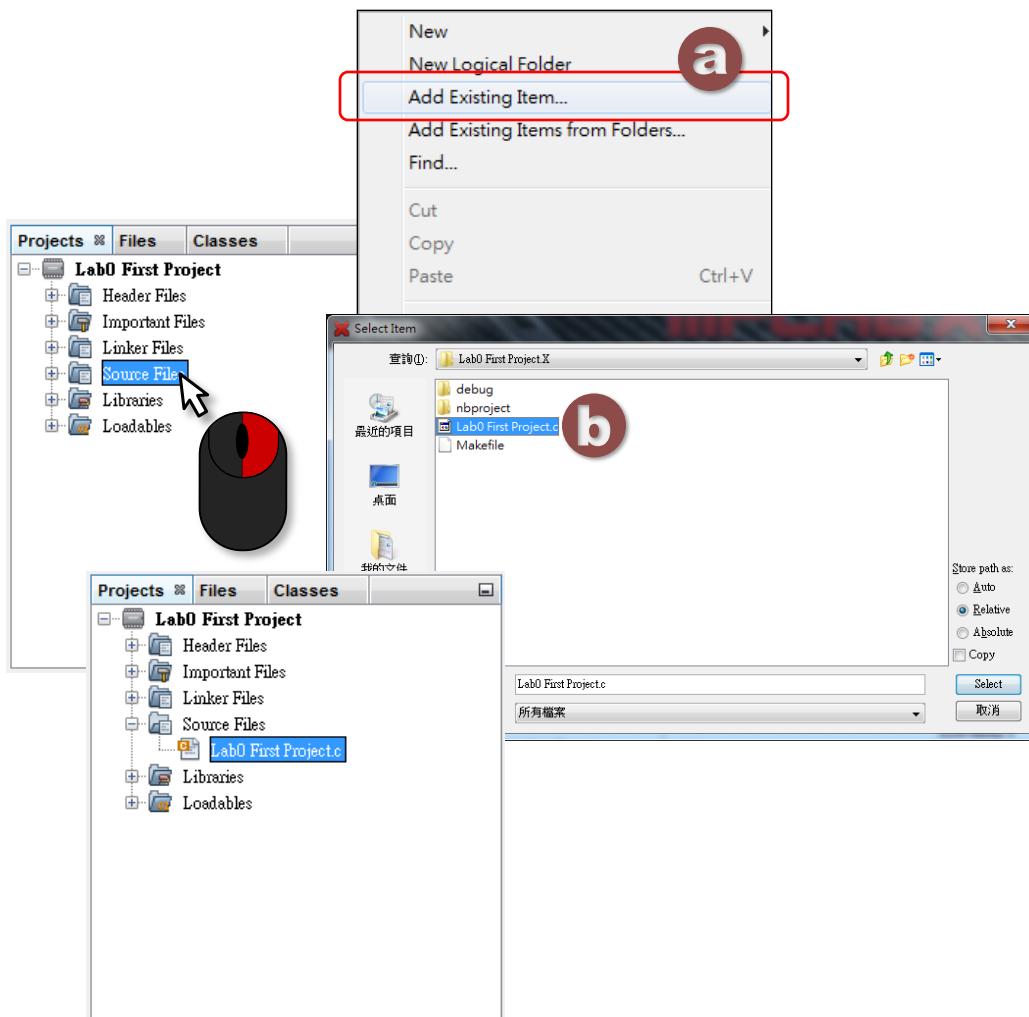 New
New Logical Folder
a
Add Existing Item...
Add Existing Items from Folders...
Find...
Cut
Copy
Paste Ctrl+V
Projects Files Classes
Lab0 First Project
Header Files
Important Files
Linker Files
Source Files
Libraries
Loadables
Select Item
查詢(I):
Lab0 First Project.X
debug
nbproject
Lab0 First Project.c
Makefile
b
最近的項目
桌面
我的文件
Store path as:
Auto
Relative
Absolute
Copy
Lab0 First Project.c
Select
所有檔案
取消
Projects Files Classes
Lab0 First Project
Header Files
Important Files
Linker Files
Source Files
Lab0 First Project.c
Libraries
Loadables